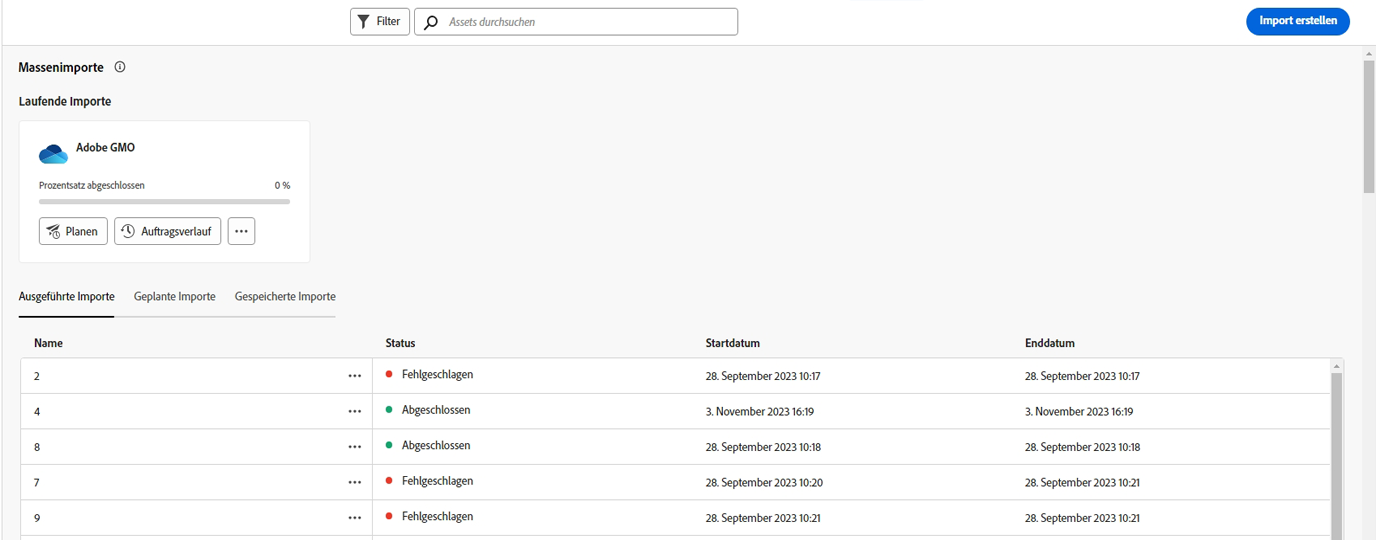 Filter
Assets durchsuchen
Import erstellen
Massenimporte
Laufende Importe
Adobe GMO
Prozentsatz abgeschlossen 0 %
Planen Auftragsverlauf
Ausgeführte Importe Geplante Importe Gespeicherte Importe
Name Status Startdatum Enddatum
2 Fehlgeschlagen 28. September 2023 10:17 28. September 2023 10:17
4 Abgeschlossen 3. November 2023 16:19 3. November 2023 16:19
8 Abgeschlossen 28. September 2023 10:18 28. September 2023 10:18
7 Fehlgeschlagen 28. September 2023 10:20 28. September 2023 10:21
9 Fehlgeschlagen 28. September 2023 10:21 28. September 2023 10:21